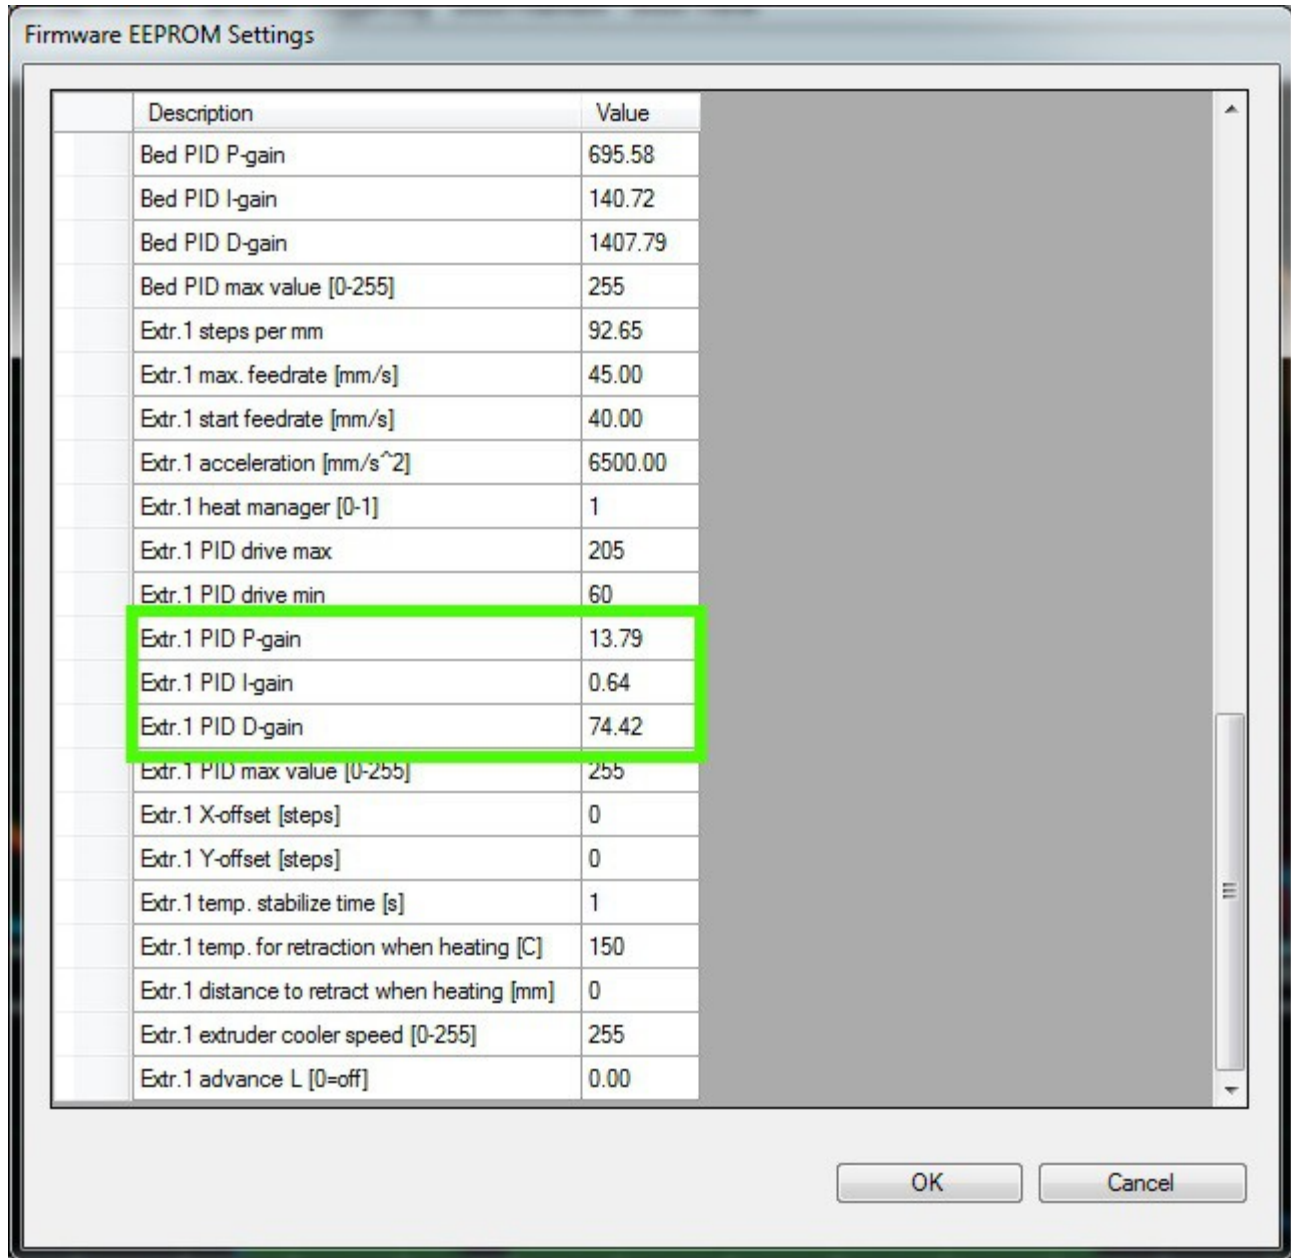 Firmware EEPROM Settings
Description Value
Bed PID P-gain 695.58
Bed PID I-gain 140.72
Bed PID D-gain 1407.79
Bed PID max value [0-255] 255
Extr.1 steps per mm 92.65
Extr.1 max. feedrate [mm/s] 45.00
Extr.1 start feedrate [mm/s] 40.00
Extr.1 acceleration [mm/s^2] 6500.00
Extr.1 heat manager [0-1] 1
Extr.1 PID drive max 205
Extr.1 PID drive min 60
Extr.1 PID P-gain 13.79
Extr.1 PID I-gain 0.64
Extr.1 PID D-gain 74.42
Extr.1 PID max value [0-255] 255
Extr.1 X-offset [steps] 0
Extr.1 Y-offset [steps] 0
Extr.1 temp. stabilize time [s] 1
Extr.1 temp. for retraction when heating [C] 150
Extr.1 distance to retract when heating [mm] 0
Extr.1 extruder cooler speed [0-255] 255
Extr.1 advance L [0=off] 0.00
OK Cancel